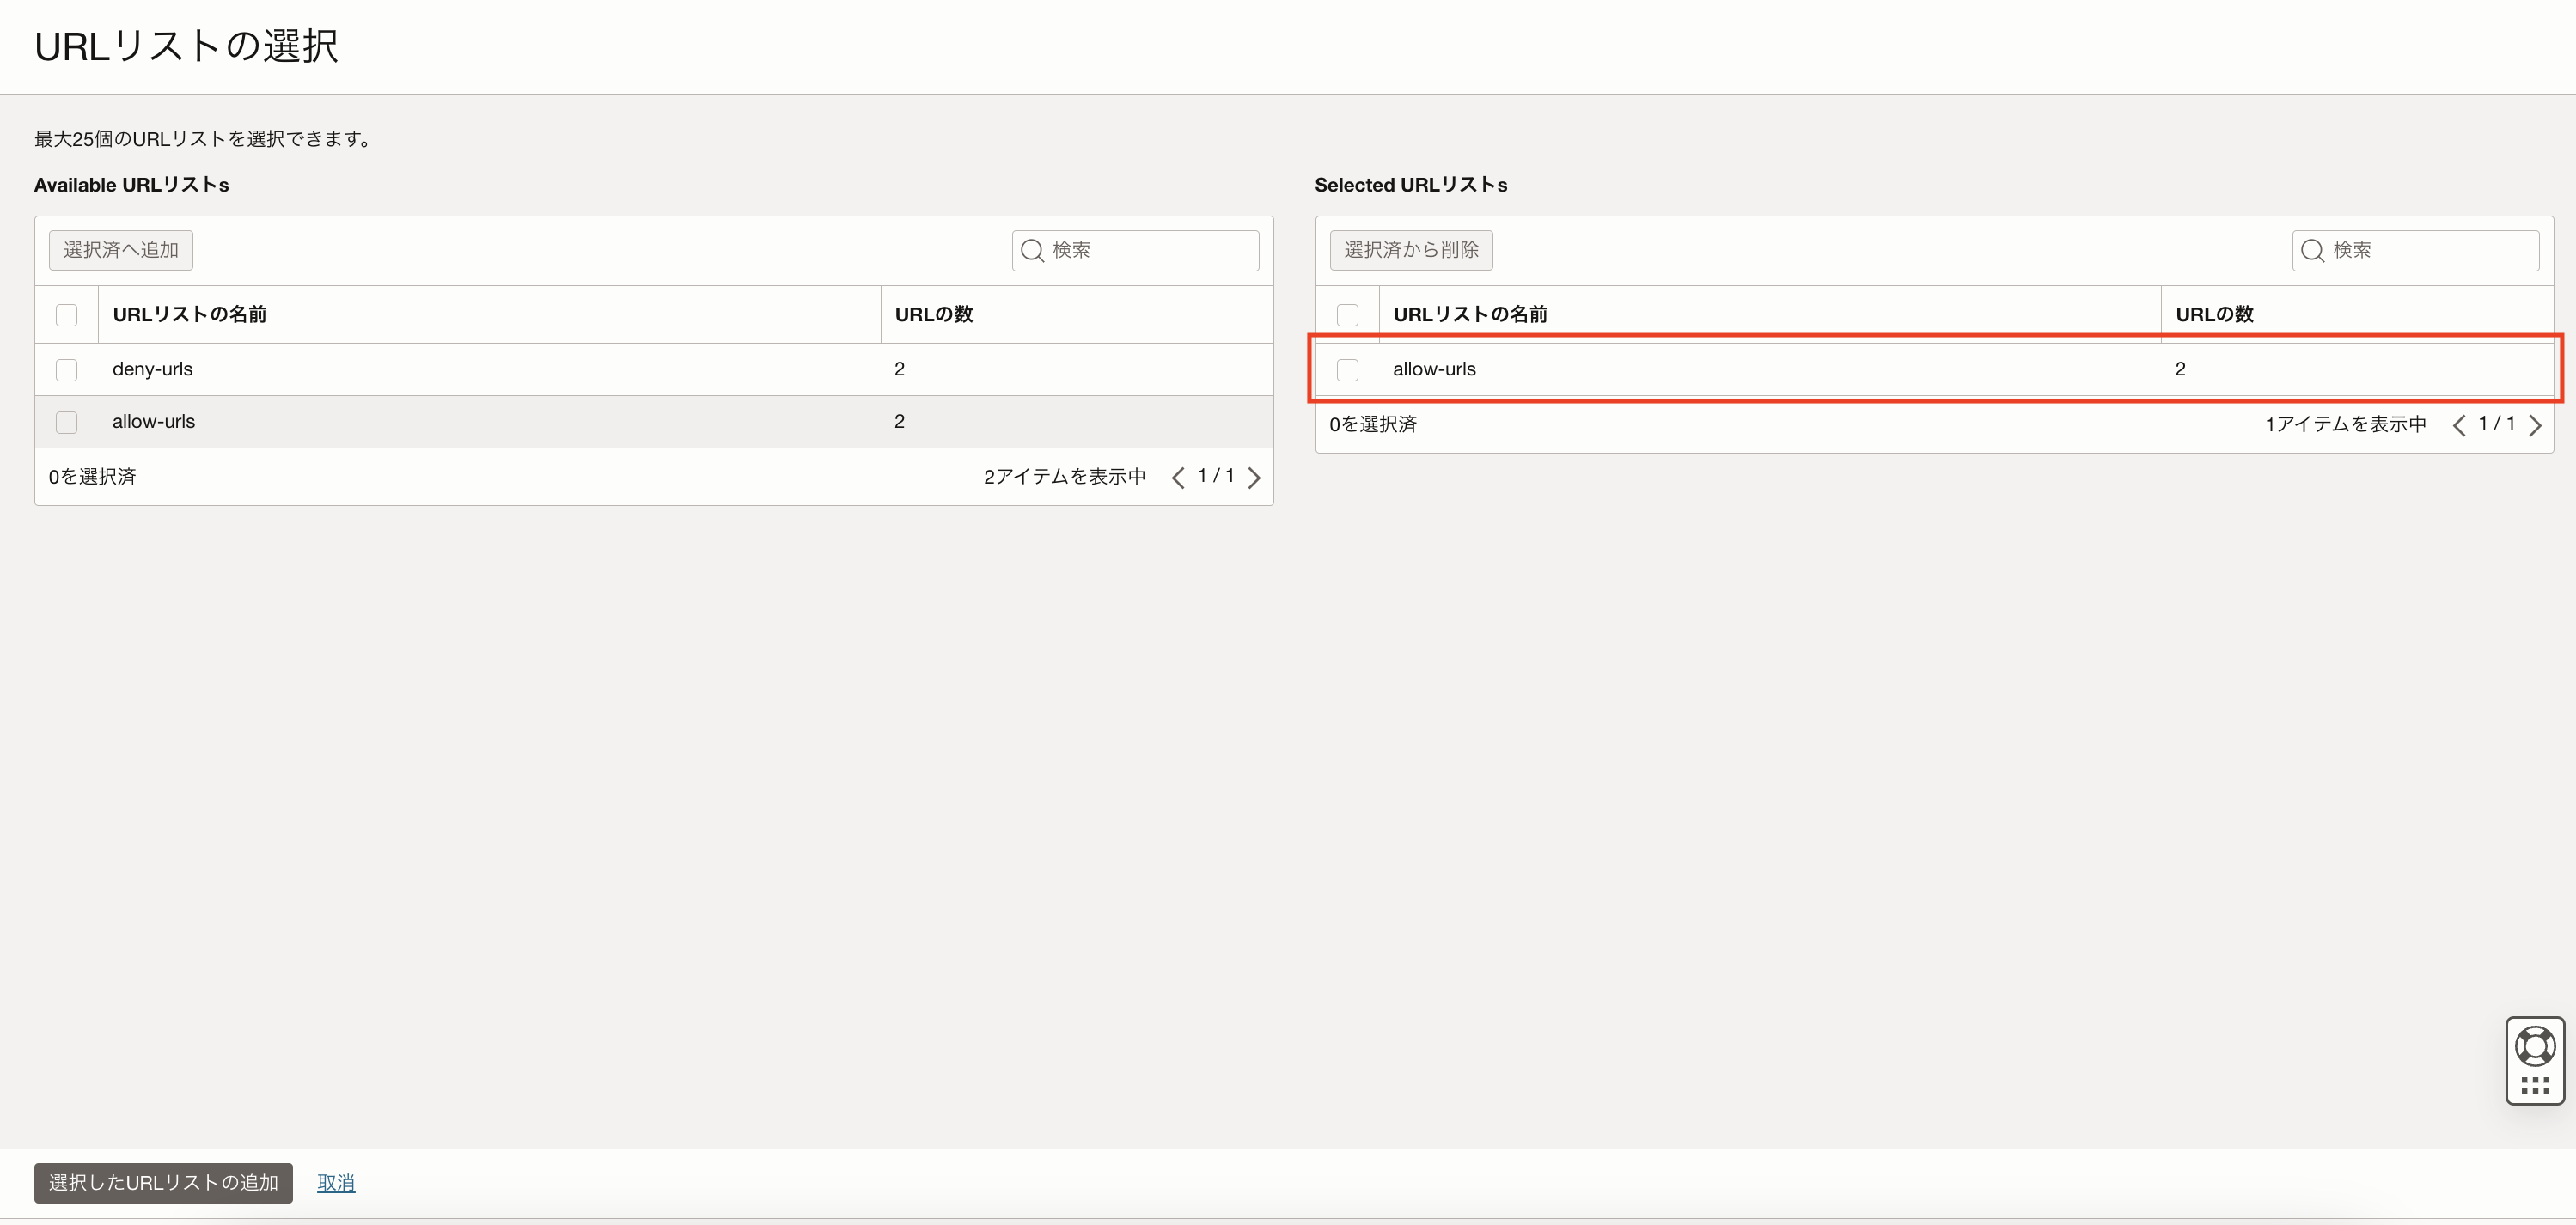 URLリストの選択
最大25個のURLリストを選択できます。
Available URLリストs
選択済へ追加
検索
URLリストの名前 URLの数
deny-urls 2
allow-urls 2
0を選択済 2アイテムを表示中 1 / 1
Selected URLリストs
選択済から削除
検索
URLリストの名前 URLの数
allow-urls 2
0を選択済 1アイテムを表示中 1 / 1
選択したURLリストの追加 取消